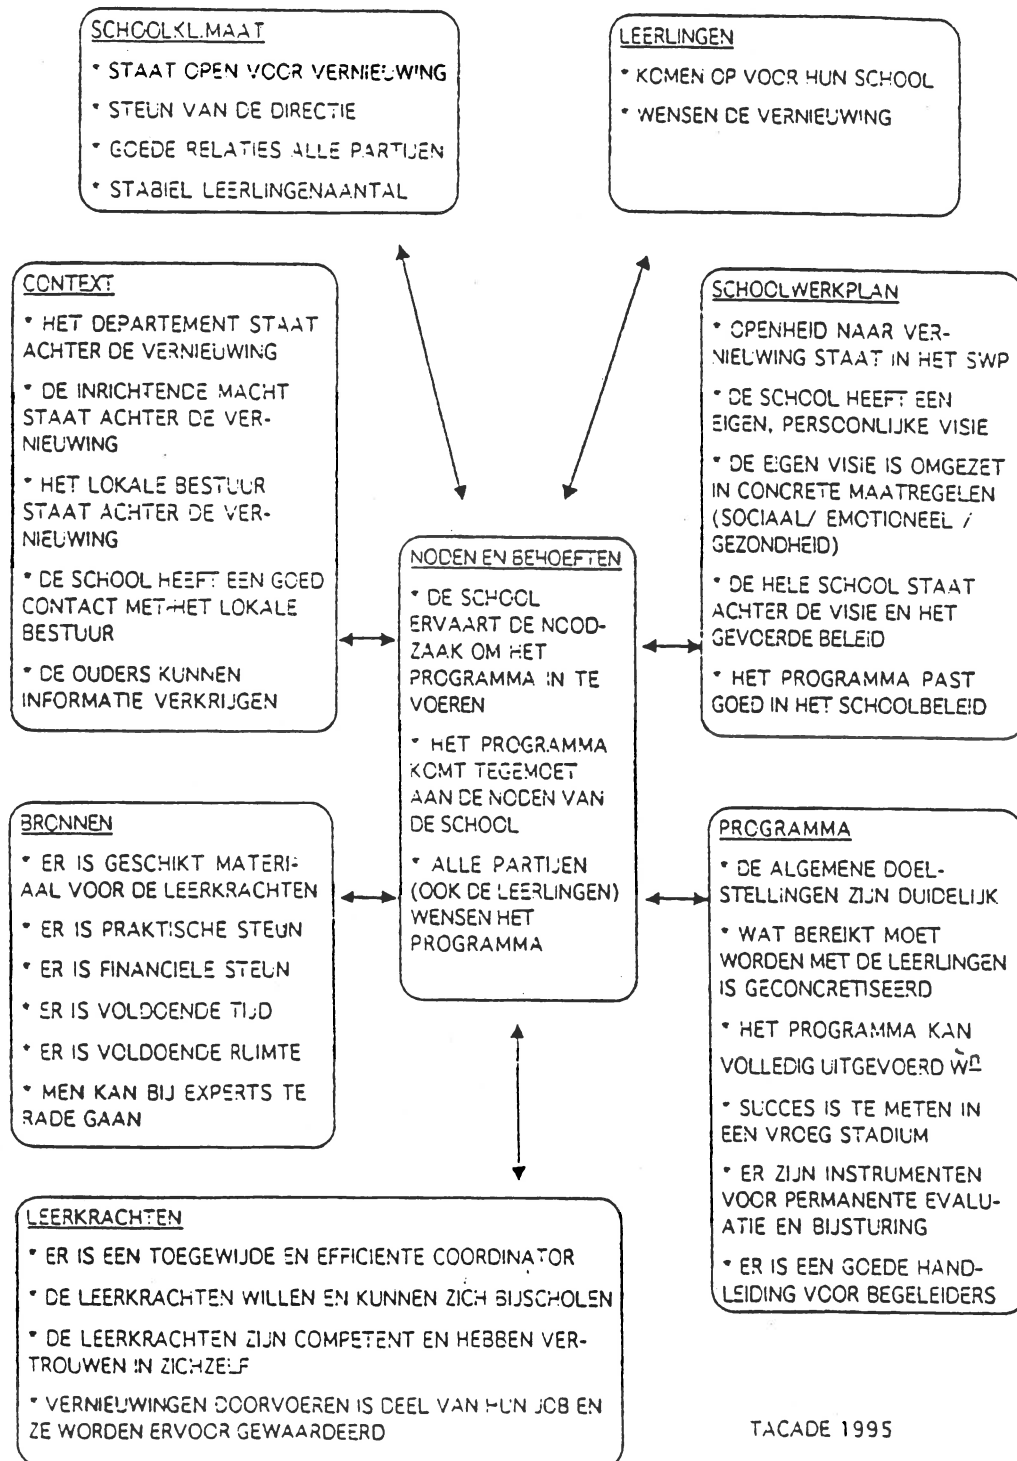 SCHOOLKLIMAAT
* STAAT OPEN VOOR VERNIEUWING
* STEUN VAN DE DIRECTIE
* GOEDE RELATIES ALLE PARTIJEN
* STABIEL LEERLINGENAANTAL
LEERLINGEN
* KOMEN OP VOOR HUN SCHOOL
* WENSEN DE VERNIEUWING
CONTEXT
* HET DEPARTEMENT STAAT
ACHTER DE VERNIEUWING
* DE INRICHTENDE MACHT
STAAT ACHTER DE VER-
NIEUWING
* HET LOKALE BESTUUR
STAAT ACHTER DE VER-
NIEUWING
* DE SCHOOL HEEFT EEN GOED
CONTACT MET HET LOKALE
BESTUUR
* DE OUDERS KUNNEN
INFORMATIE VERKRIJGEN
SCHOOLWERKPLAN
* OPENHEID NAAR VER-
NIEUWING STAAT IN HET SWP
* DE SCHOOL HEEFT EEN
EIGEN, PERSOONLIJKE VISIE
* DE EIGEN VISIE IS OMGEZET
IN CONCRETE MAATREGELEN
(SOCIAAL/ EMOTIONEEL /
GEZONDHEID)
* DE HELE SCHOOL STAAT
ACHTER DE VISIE EN HET
GEVOERDE BELEID
* HET PROGRAMMA PAST
GOED IN HET SCHOOLBELEID
NODEN EN BEHOEFTEN
* DE SCHOOL
ERVAART DE NOOD-
ZAAK OM HET
PROGRAMMA IN TE
VOEREN
* HET PROGRAMMA
KOMT TEGEMOET
AAN DE NODEN VAN
DE SCHOOL
* ALLE PARTIJEN
(OOK DE LEERLINGEN)
WENSEN HET
PROGRAMMA
BRONNEN
* ER IS GESCHIKT MATERI-
AAL VOOR DE LEERKRACHTEN
* ER IS PRAKTISCHE STEUN
* ER IS FINANCIELE STEUN
* ER IS VOLDOENDE TIJD
* ER IS VOLDOENDE RUIMTE
* MEN KAN BIJ EXPERTS TE
RADE GAAN
PROGRAMMA
* DE ALGEMENE DOEL-
STELLINGEN ZIJN DUIDELIJK
* WAT BEREIKT MOET
WORDEN MET DE LEERLINGEN
IS GECONCRETISEERD
* HET PROGRAMMA KAN
VOLLEDIG UITGEVOERD
* SUCCES IS TE METEN IN
EEN VROEG STADIUM
* ER ZIJN INSTRUMENTEN
VOOR PERMANENTE EVALU-
ATIE EN BIJSTURING
* ER IS EEN GOEDE HAND-
LEIDING VOOR BEGELEIDERS
LEERKRACHTEN
* ER IS EEN TOEGEWIJDE EN EFFICIENTE COORDINATOR
* DE LEERKRACHTEN WILLEN EN KUNNEN ZICH BIJSCHOLEN
* DE LEERKRACHTEN ZIJN COMPETENT EN HEBBEN VER-
TROUWEN IN ZICHZELF
* VERNIEUWINGEN DOORVOEREN IS DEEL VAN HUN JOB EN
ZE WORDEN ERVOOR GEWAARDEERD
TACADE 1995